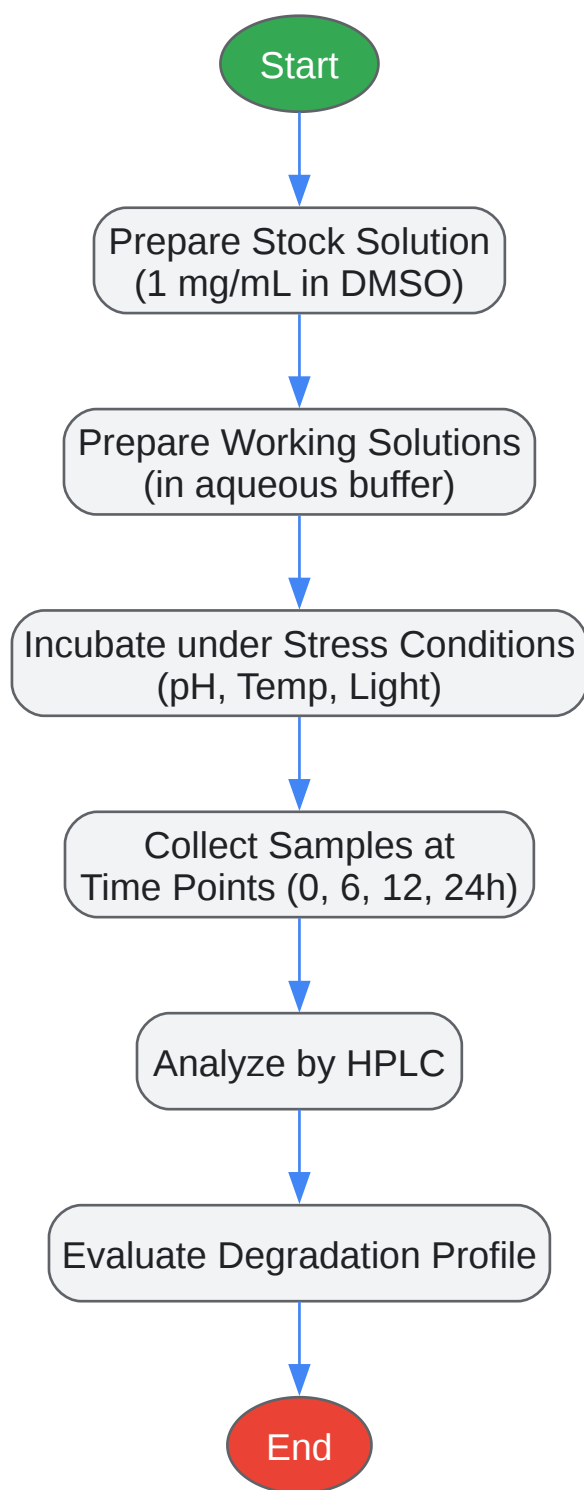 Start
Prepare Stock Solution
(1 mg/mL in DMSO)
Prepare Working Solutions
(in aqueous buffer)
Incubate under Stress Conditions
(pH, Temp, Light)
Collect Samples at
Time Points (0, 6, 12, 24h)
Analyze by HPLC
Evaluate Degradation Profile
End